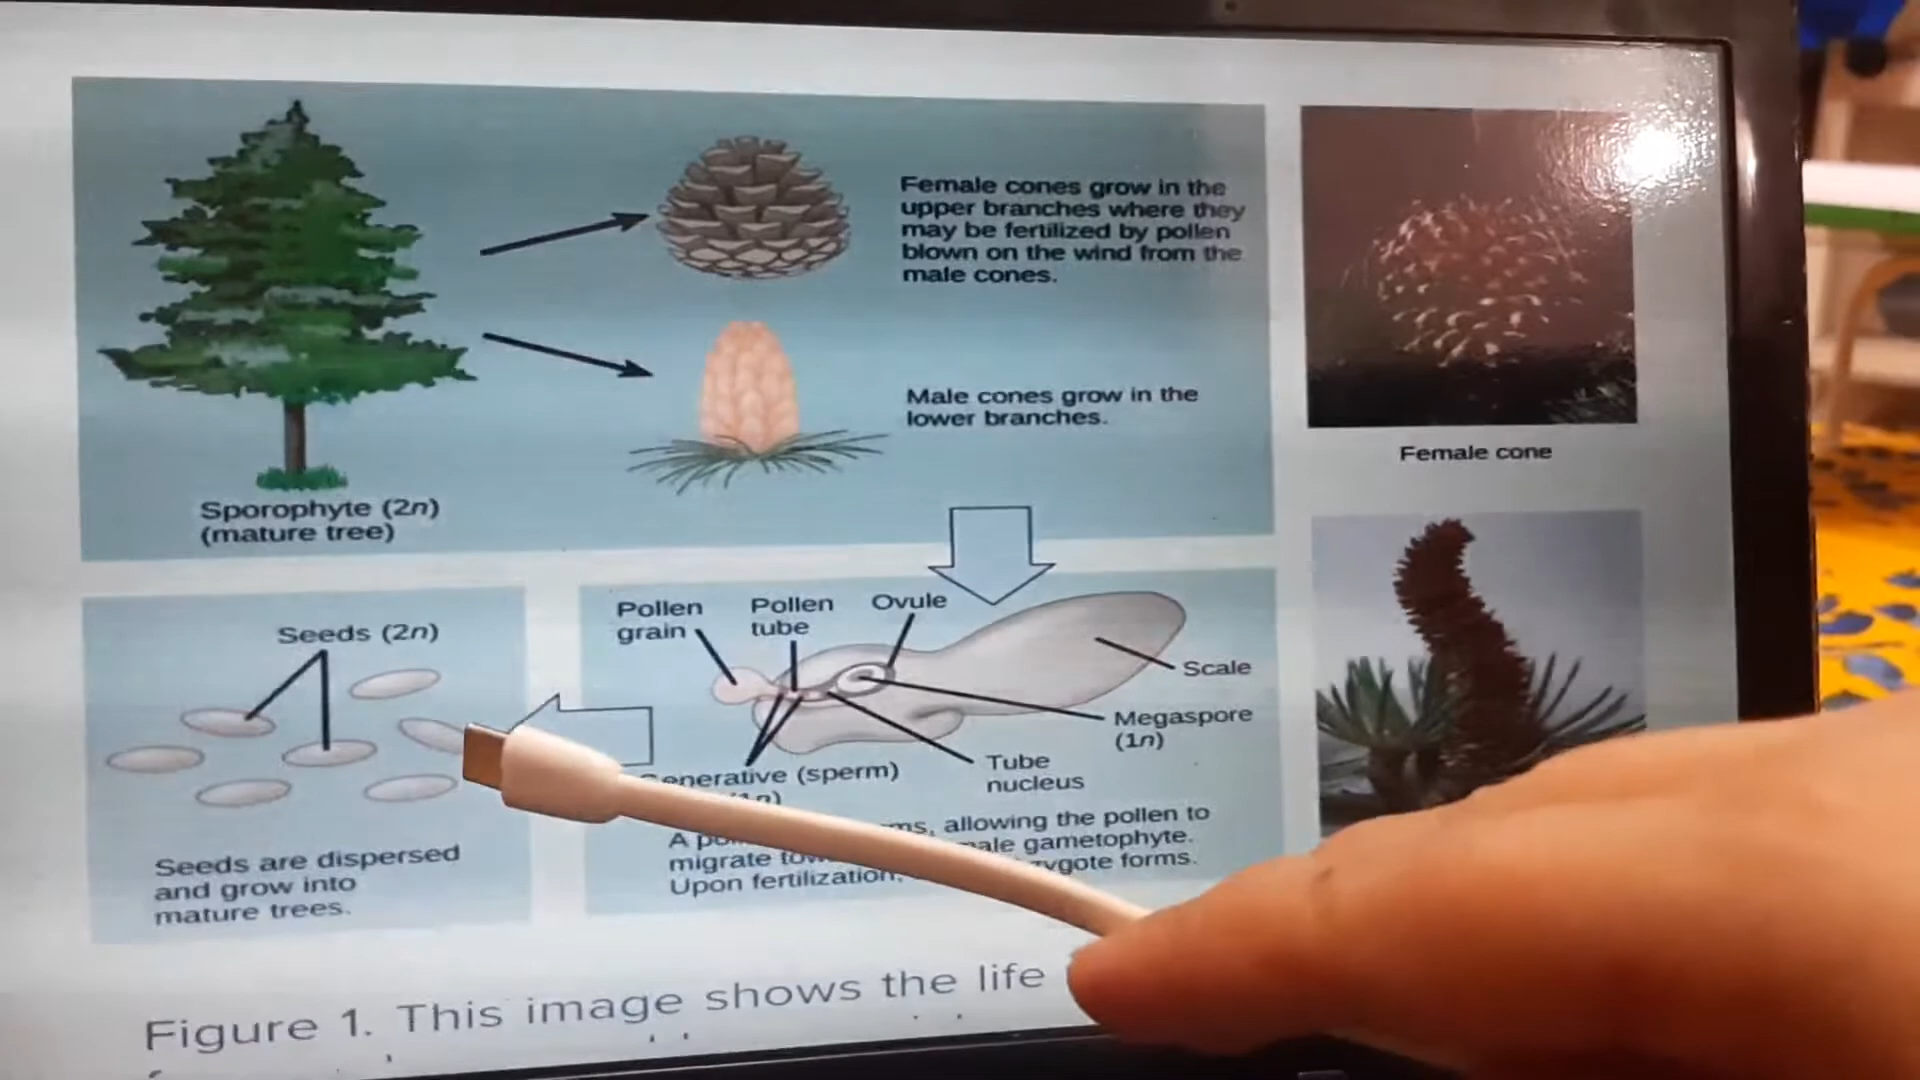 Female cones grow in the
upper branches where they
may be fertilized by pollen
blown on the wind from the
male cones.
Male cones grow in the
lower branches.
Sporophyte (2n)
(mature tree)
Female cone
Seeds (2n)
Seeds are dispersed
and grow into
mature trees.
Pollen
grain
Pollen
tube
Ovule
Scale
Megaspore
(1n)
Tube
nucleus
(sperm)
A allowing the pollen to
migrate gametophyte.
Upon fertilization, forms.
Figure 1. This image shows the life